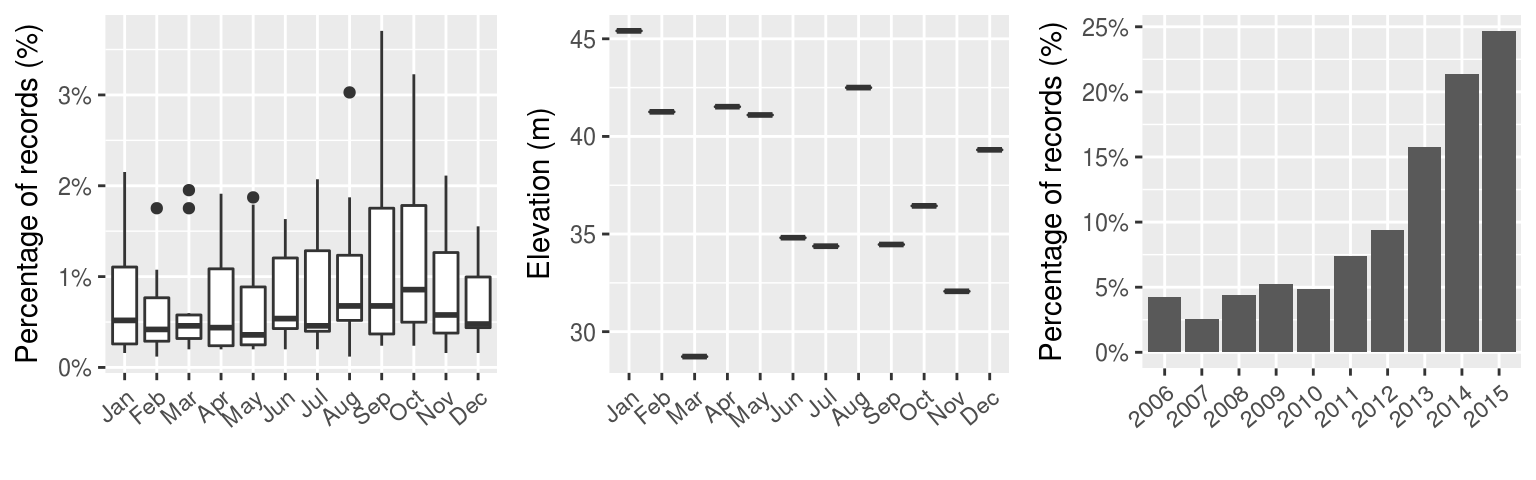 Percentage of records (%)
3%
2%
1%
0%
Jan Feb Mar Apr May Jun Jul Aug Sep Oct Nov Dec
Elevation (m)
45
40
35
30
Jan Feb Mar Apr May Jun Jul Aug Sep Oct Nov Dec
Percentage of records (%)
25%
20%
15%
10%
5%
0%
2006 2007 2008 2009 2010 2011 2012 2013 2014 2015